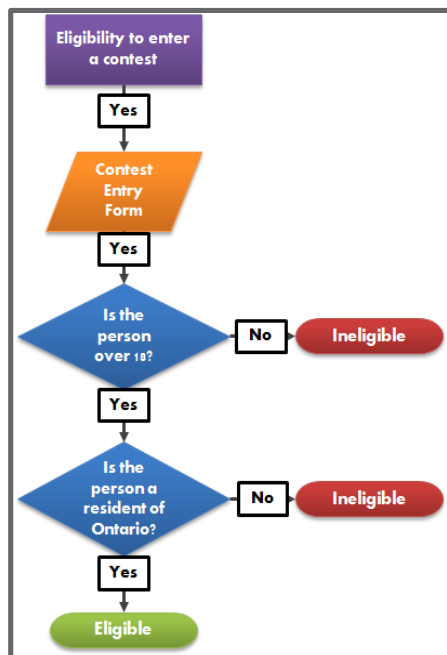 Eligibility to enter
a contest
Yes
Contest
Entry
Form
Yes
Is the
person
over 18?
No
Ineligible
Yes
Is the
person a
resident of
Ontario?
No
Ineligible
Yes
Eligible